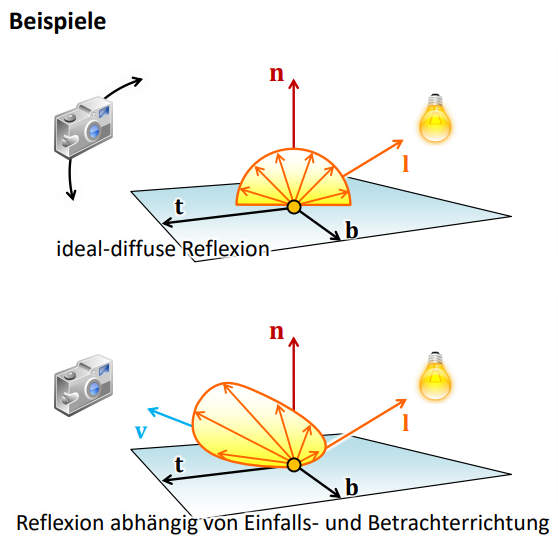 Beispiele
n
l
t
b
ideal-diffuse Reflexion
n
v
l
t
b
Reflexion abhängig von Einfalls- und Betrachterrichtung